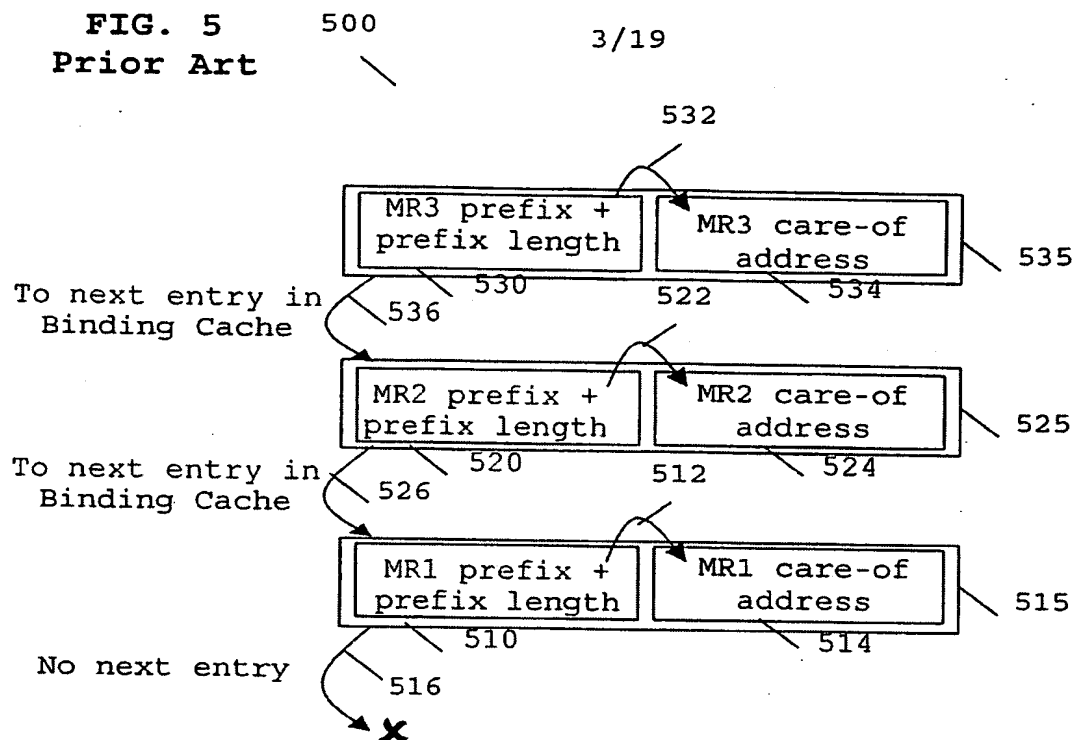 FIG. 5
Prior Art
500
3/19
532
MR3 prefix +
prefix length
MR3 care-of
address
535
530
534
To next entry in
Binding Cache
536
522
MR2 prefix +
prefix length
MR2 care-of
address
525
520
524
To next entry in
Binding Cache
526
512
MR1 prefix +
prefix length
MR1 care-of
address
515
510
514
No next entry
516
x